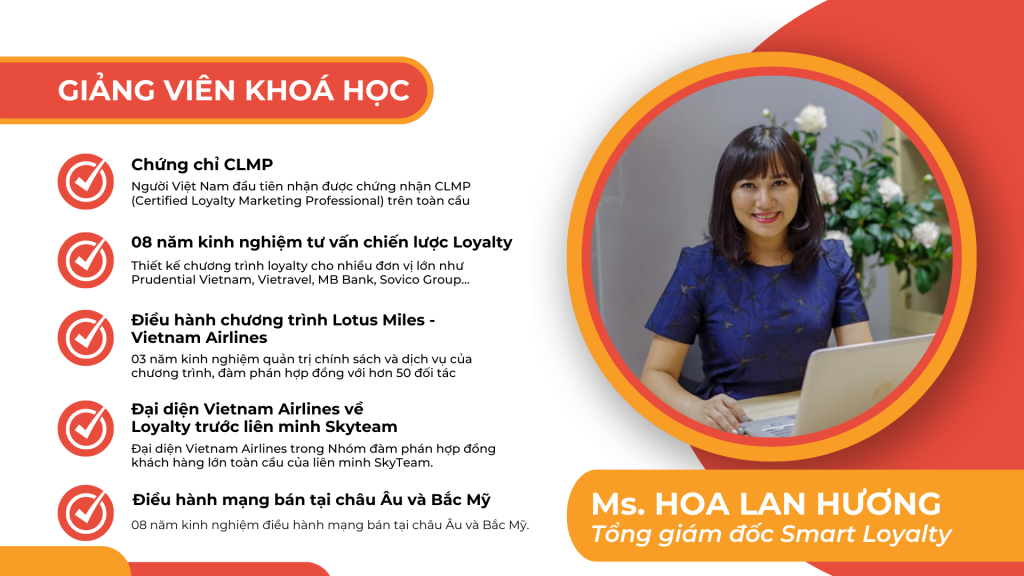 GIẢNG VIÊN KHOÁ HỌC
Chứng chỉ CLMP
Người Việt Nam đầu tiên nhận được chứng nhận CLMP
(Certified Loyalty Marketing Professional) trên toàn cầu
08 năm kinh nghiệm tư vấn chiến lược Loyalty
Thiết kế chương trình loyalty cho nhiều đơn vị lớn như
Prudential Vietnam, Vietravel, MB Bank, Sovico Group...
Điều hành chương trình Lotus Miles -
Vietnam Airlines
03 năm kinh nghiệm quản trị chính sách và dịch vụ của
chương trình, đàm phán hợp đồng với hơn 50 đối tác
Đại diện Vietnam Airlines về
Loyalty trước liên minh Skyteam
Đại diện Vietnam Airlines trong Nhóm đàm phán hợp đồng
khách hàng lớn toàn cầu của liên minh SkyTeam.
Điều hành mạng bán tại châu Âu và Bắc Mỹ
08 năm kinh nghiệm điều hành mạng bán tại châu Âu và Bắc Mỹ.
Ms. HOA LAN HƯƠNG
Tổng giám đốc Smart Loyalty